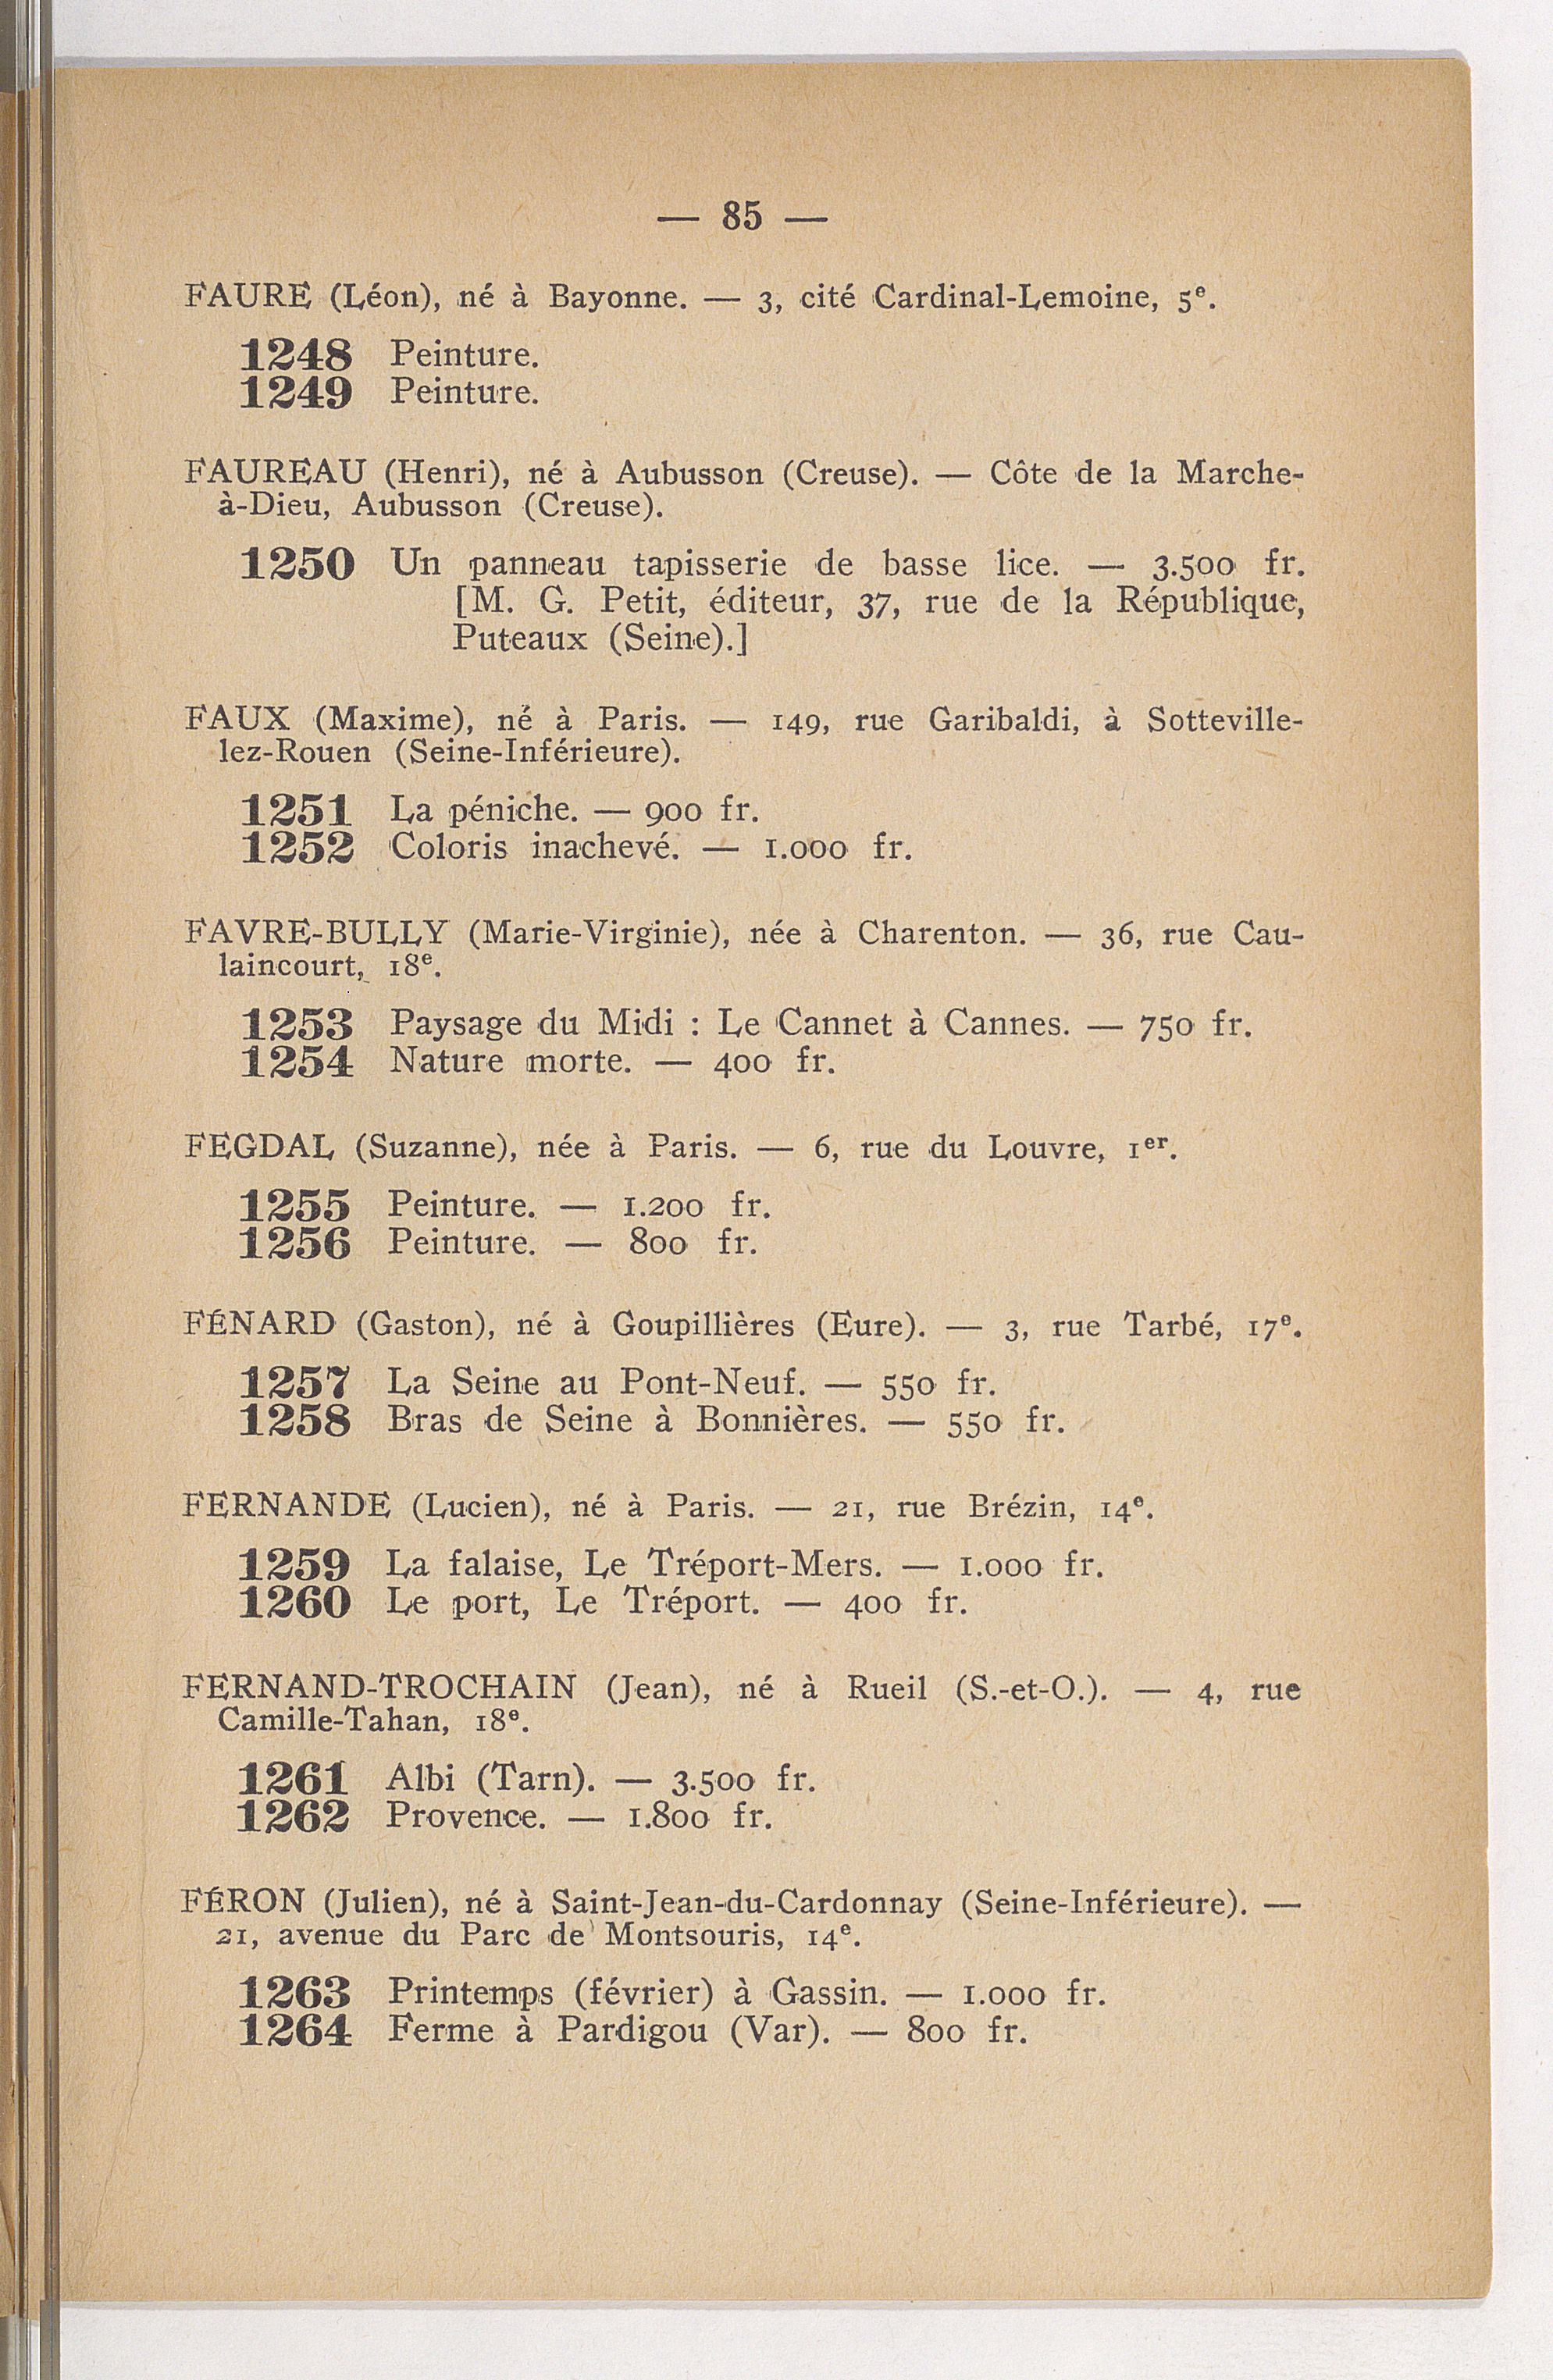 — 85 —
FAURE (Léon), né à Bayonne. — 3, cité Cardinal-Lemoine, 5e.
1248 Peinture.
1249 Peinture.
FAUREAU (Henri), né à Aubusson (Creuse). — Côte de la Marche-
à-Dieu, Aubusson (Creuse).
1250 Un panneau tapisserie de basse lice. — 3.500 fr.
[M. G. Petit, éditeur, 37, rue de la République,
Puteaux (Seine).]
FAUX (Maxime), né à Paris. — 149, rue Garibaldi, à Sotteville-
lez-Rouen (Seine-Inférieure).
1251 La péniche. — 900 fr.
1252 Coloris inachevé. — 1.000 fr.
FAVRE-BULLY (Marie-Virginie), née à Charenton. — 36, rue Cau-
laincourt, 18e.
1253 Paysage du Midi : Le Cannet à Cannes. — 750 fr.
1254 Nature morte. — 400 fr.
FEGDAL (Suzanne), née à Paris. — 6, rue du Louvre, 1er.
1255 Peinture. — 1.200 fr.
1256 Peinture. — 800 fr.
FÉNARD (Gaston), né à Goupillières (Eure). — 3, rue Tarbé, 17e.
1257 La Seine au Pont-Neuf. — 550 fr.
1258 Bras de Seine à Bonnières. — 550 fr.
FERNANDE (Lucien), né à Paris. — 21, rue Brézin, 14e.
1259 La falaise, Le Tréport-Mers. — 1.000 fr.
1260 Le port, Le Tréport. — 400 fr.
FERNAND-TROCHAIN (Jean), né à Rueil (S.-et-O.). — 4, rue
Camille-Tahan, 18e.
1261 Albi (Tarn). — 3.500 fr.
1262 Provence. — 1.800 fr.
FÉRON (Julien), né à Saint-Jean-du-Cardonnay (Seine-Inférieure). —
21, avenue du Parc de Montsouris, 14e.
1263 Printemps (février) à Gassin. — 1.000 fr.
1264 Ferme à Pardigou (Var). — 800 fr.